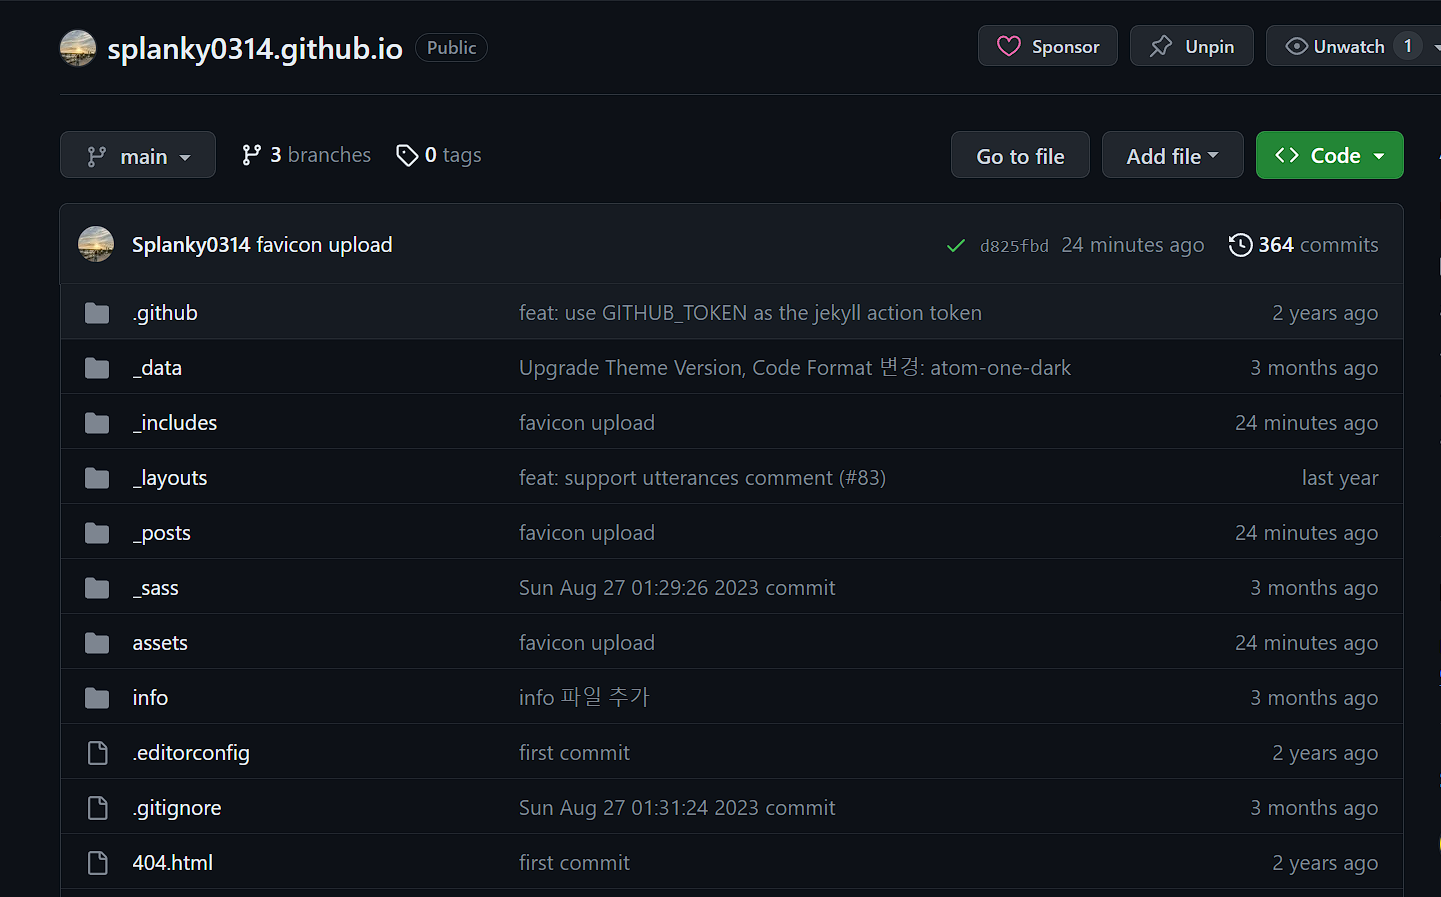 splanky0314.github.io Public Sponsor Unpin Unwatch 1
main 3 branches 0 tags Go to file Add file Code
Splanky0314 favicon upload d825fbd 24 minutes ago 364 commits
.github feat: use GITHUB_TOKEN as the jekyll action token 2 years ago
_data Upgrade Theme Version, Code Format 변경: atom-one-dark 3 months ago
_includes favicon upload 24 minutes ago
_layouts feat: support utterances comment (#83) last year
_posts favicon upload 24 minutes ago
_sass Sun Aug 27 01:29:26 2023 commit 3 months ago
assets favicon upload 24 minutes ago
info info 파일 추가 3 months ago
.editorconfig first commit 2 years ago
.gitignore Sun Aug 27 01:31:24 2023 commit 3 months ago
404.html first commit 2 years ago